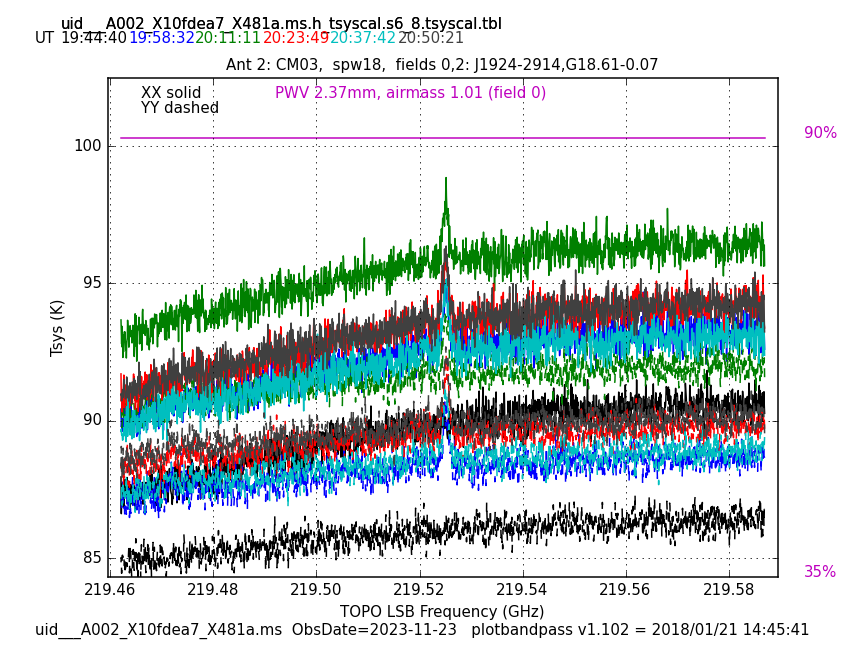 uid___A002_X10fdea7_X481a.ms.h_tsyscal.s6_8.tsyscal.tbl
UT 19:44:40 19:58:32 20:11:11 20:23:49 20:37:42 20:50:21
Ant 2: CM03,  spw18,  fields 0,2: J1924-2914,G18.61-0.07
XX solid
PWV 2.37mm, airmass 1.01 (field 0)
YY dashed
90%
100
95
Tsys (K)
90
85
35%
219.46 219.48 219.50 219.52 219.54 219.56 219.58
TOPO LSB Frequency (GHz)
uid___A002_X10fdea7_X481a.ms  ObsDate=2023-11-23   plotbandpass v1.102 = 2018/01/21 14:45:41